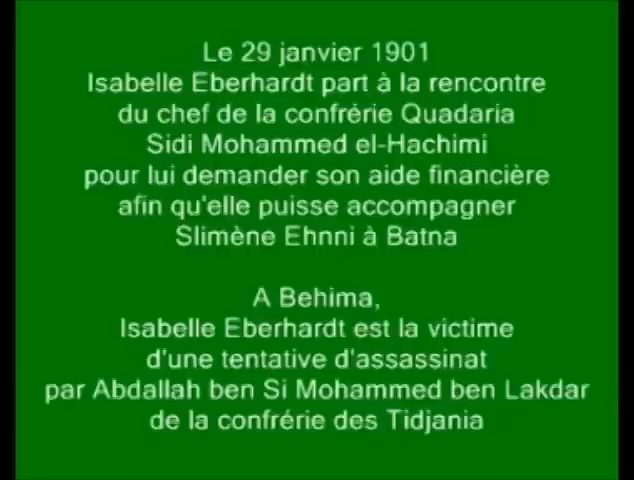 Le 29 janvier 1901
Isabelle Eberhardt part à la rencontre
du chef de la confrérie Quadaria
Sidi Mohammed el-Hachimi
pour lui demander son aide financière
afin qu'elle puisse accompagner
Slimène Ehnni à Batna
A Behima,
Isabelle Eberhardt est la victime
d'une tentative d'assassinat
par Abdallah ben Si Mohammed ben Lakdar
de la confrérie des Tidjania